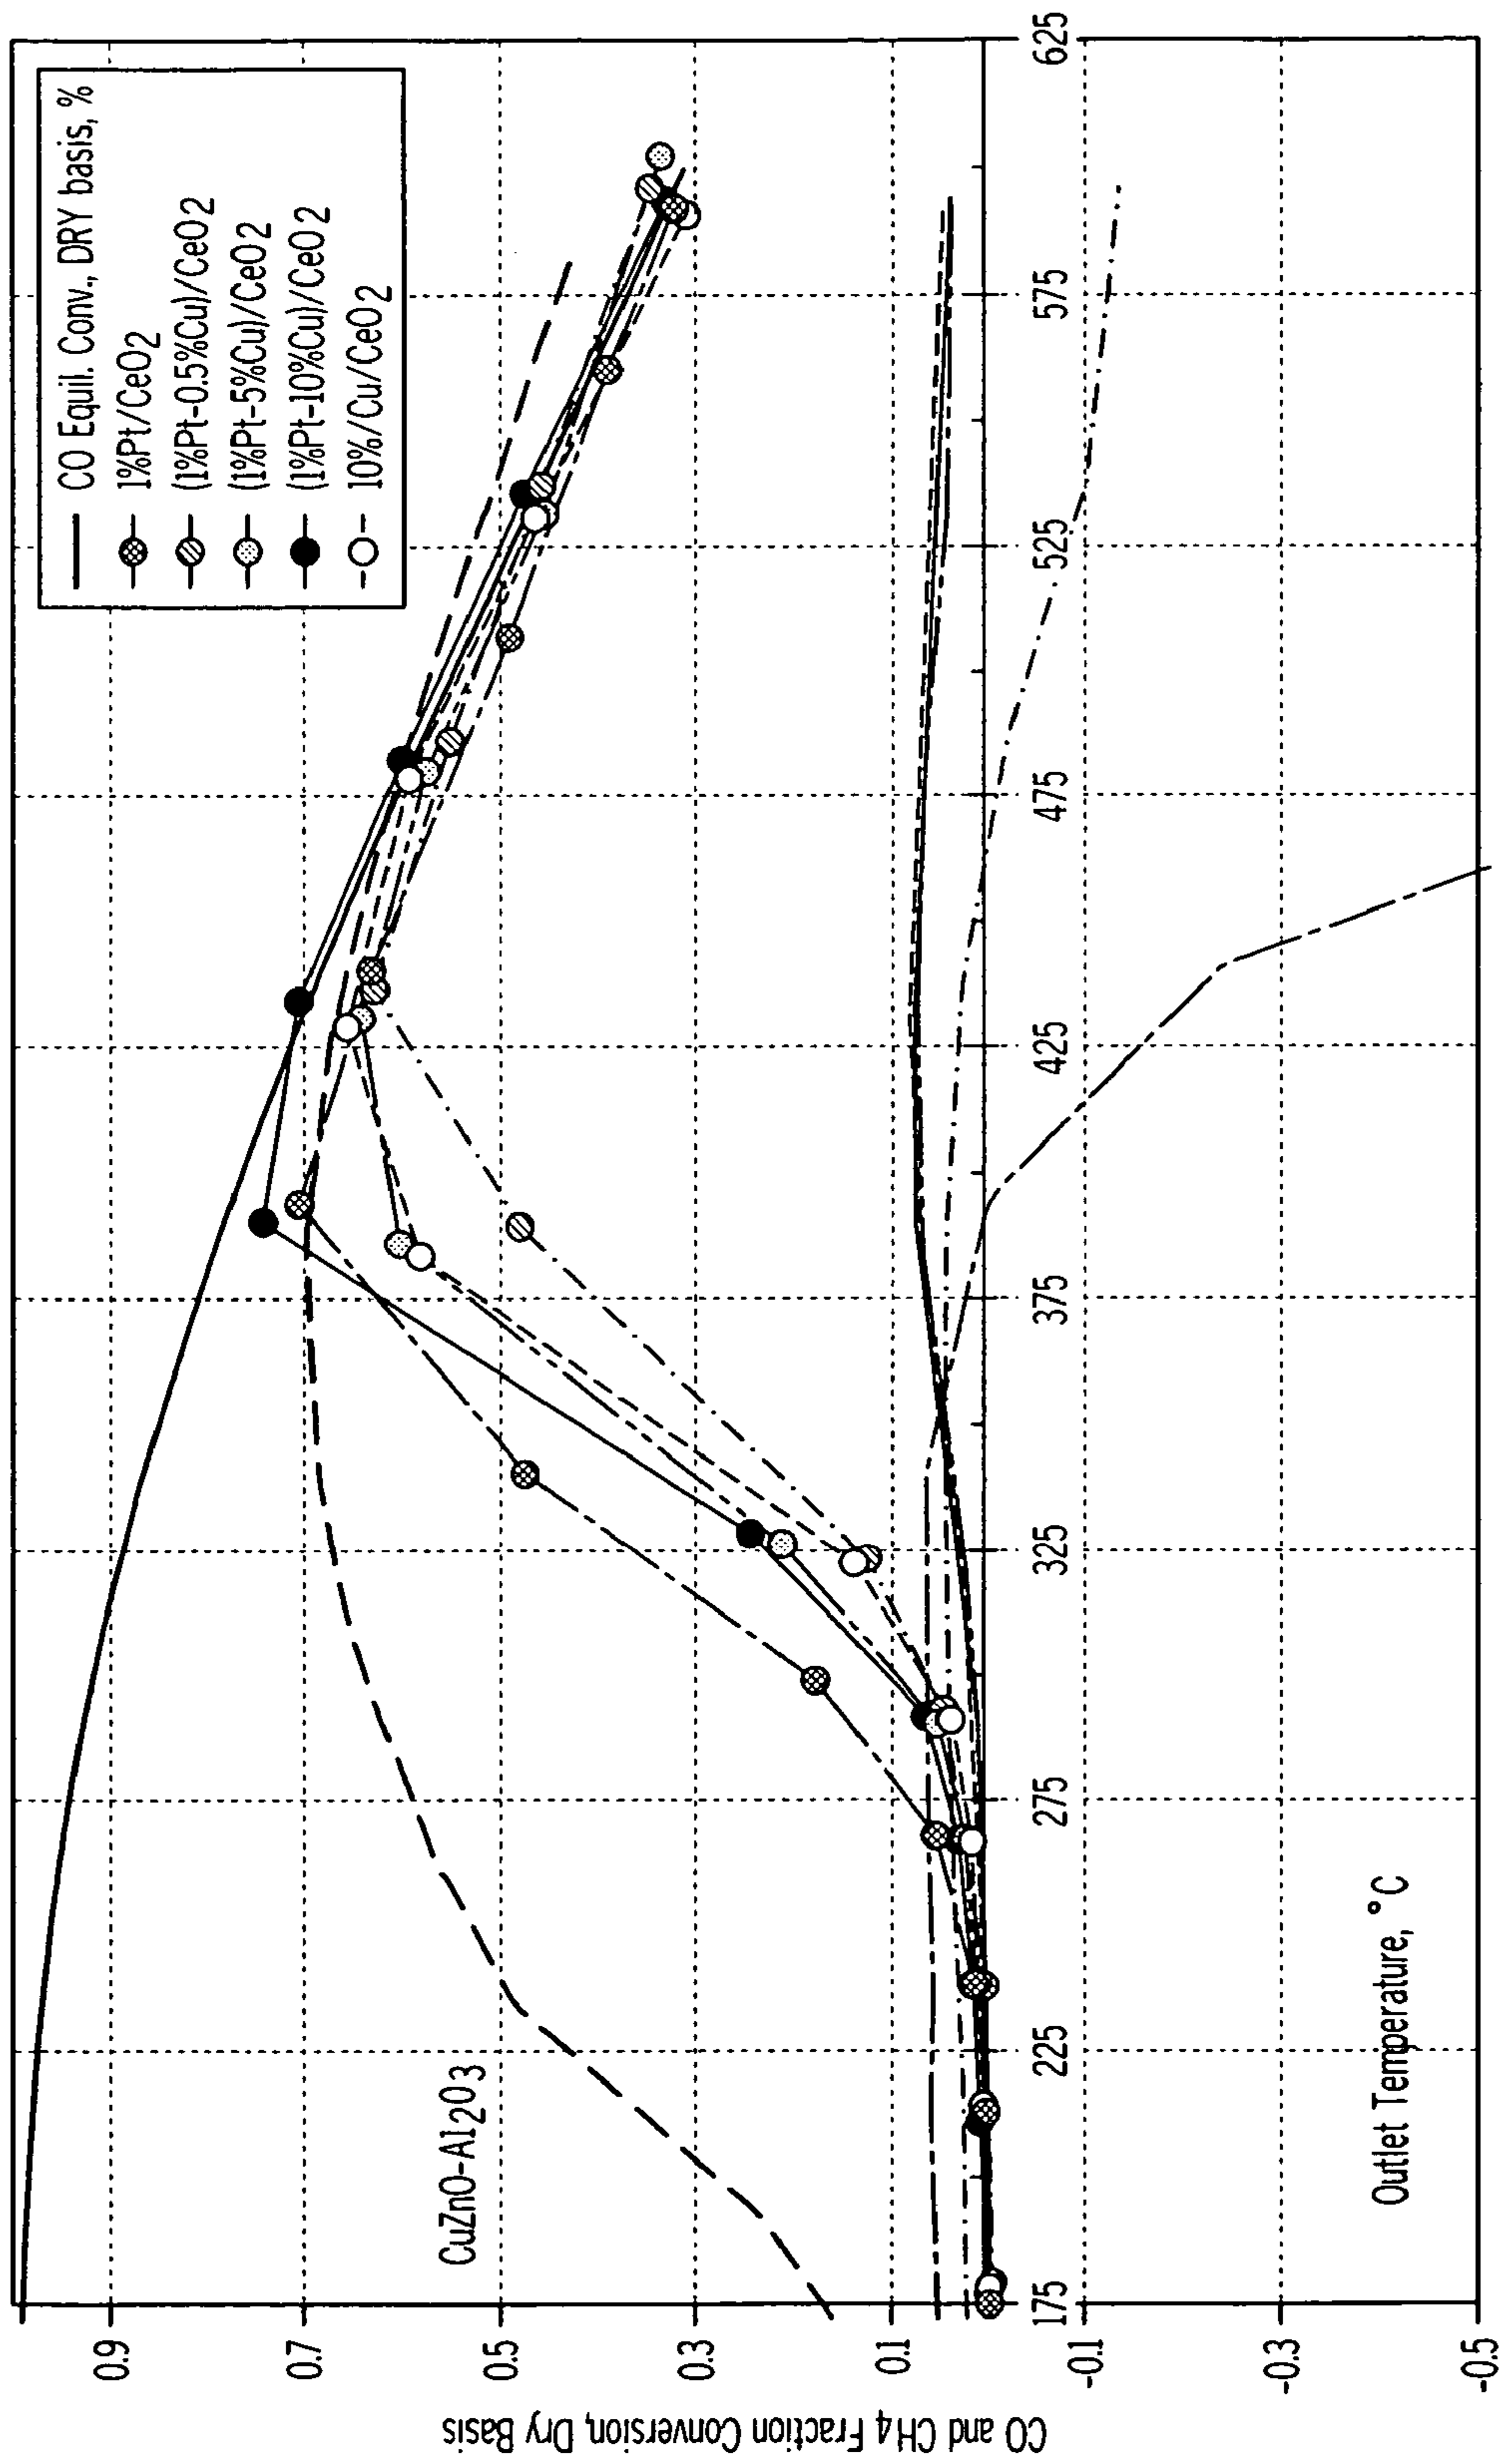 CO Equil. Conv., DRY basis, %
1%Pt/CeO2
(1%Pt-0.5%Cu)/CeO2
(1%Pt-5%Cu)/CeO2
(1%Pt-10%Cu)/CeO2
10%/Cu/CeO2
CuZnO-Al2O3
0.9
0.7
0.5
0.3
0.1
-0.1
-0.3
-0.5
175
225
275
325
375
425
475
525
575
625
Outlet Temperature, °C
CO and CH4 Fraction Conversion, Dry Basis